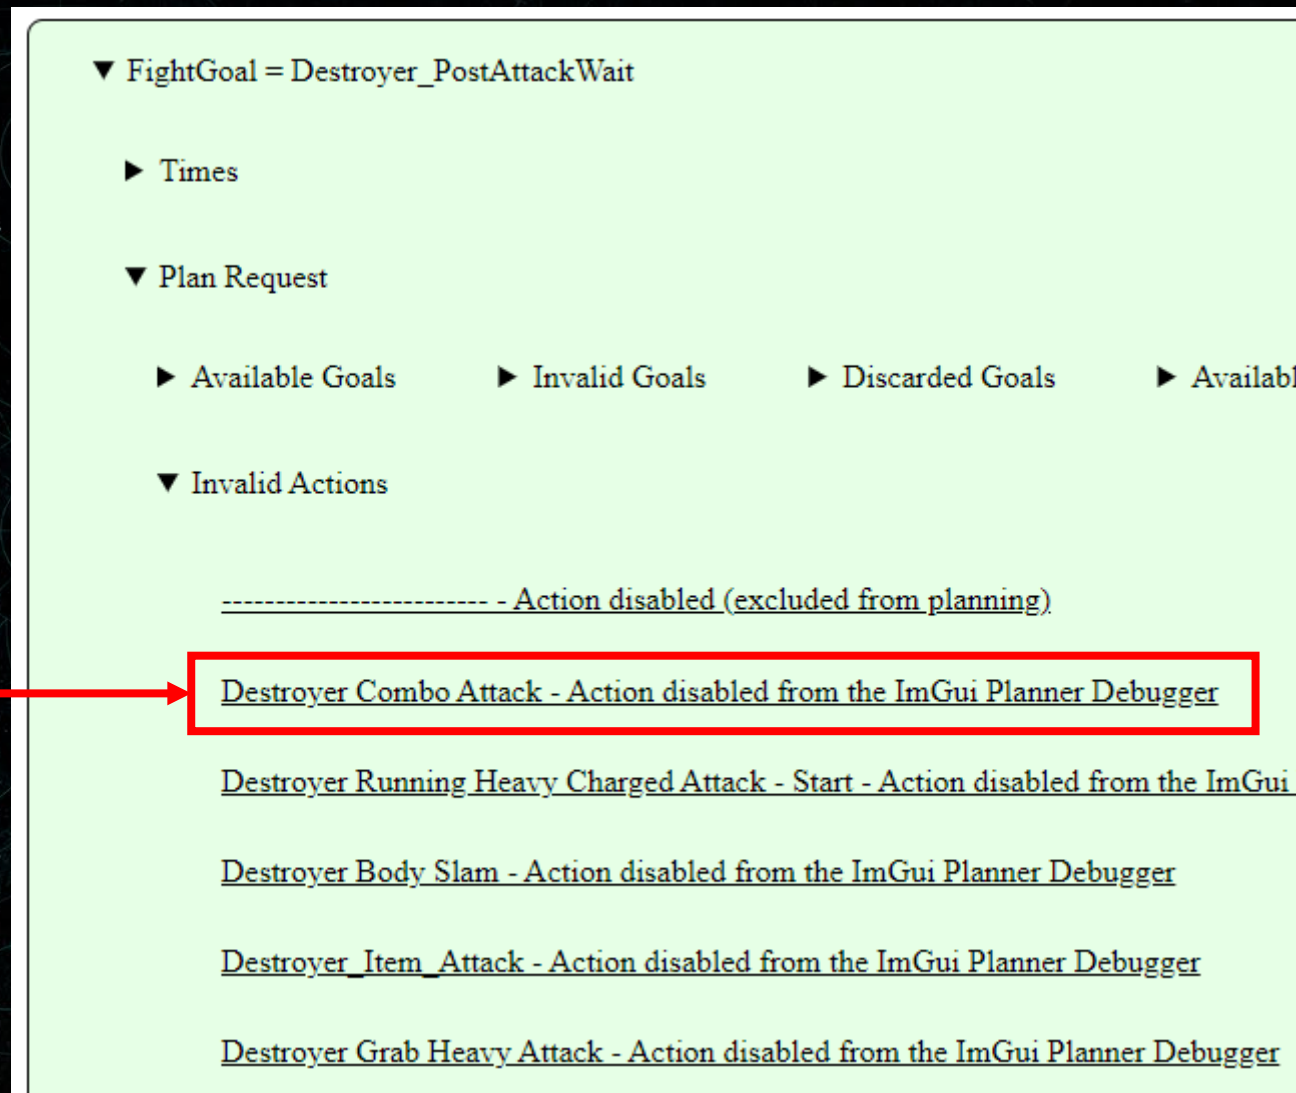 ▼ FightGoal = Destroyer_PostAttackWait
▶ Times
▼ Plan Request
▶ Available Goals ▶ Invalid Goals ▶ Discarded Goals ▶ Availabl
▼ Invalid Actions
------------------------- - Action disabled (excluded from planning)
Destroyer Combo Attack - Action disabled from the ImGui Planner Debugger
Destroyer Running Heavy Charged Attack - Start - Action disabled from the ImGui
Destroyer Body Slam - Action disabled from the ImGui Planner Debugger
Destroyer_Item_Attack - Action disabled from the ImGui Planner Debugger
Destroyer Grab Heavy Attack - Action disabled from the ImGui Planner Debugger